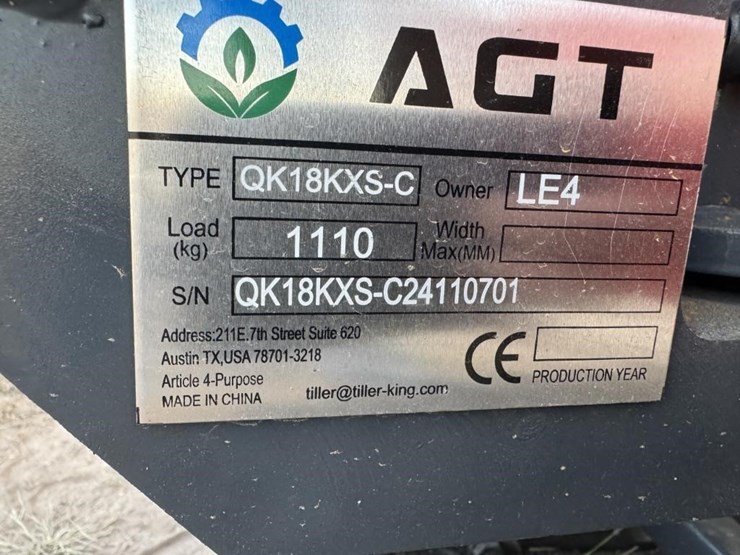 AGT
TYPE QK18KXS-C Owner LE4
Load (kg) 1110 Width Max(MM)
S/N QK18KXS-C24110701
Address:211E.7th Street Suite 620
Austin TX,USA 78701-3218
Article 4-Purpose
MADE IN CHINA tiller@tiller-king.com
CE PRODUCTION YEAR